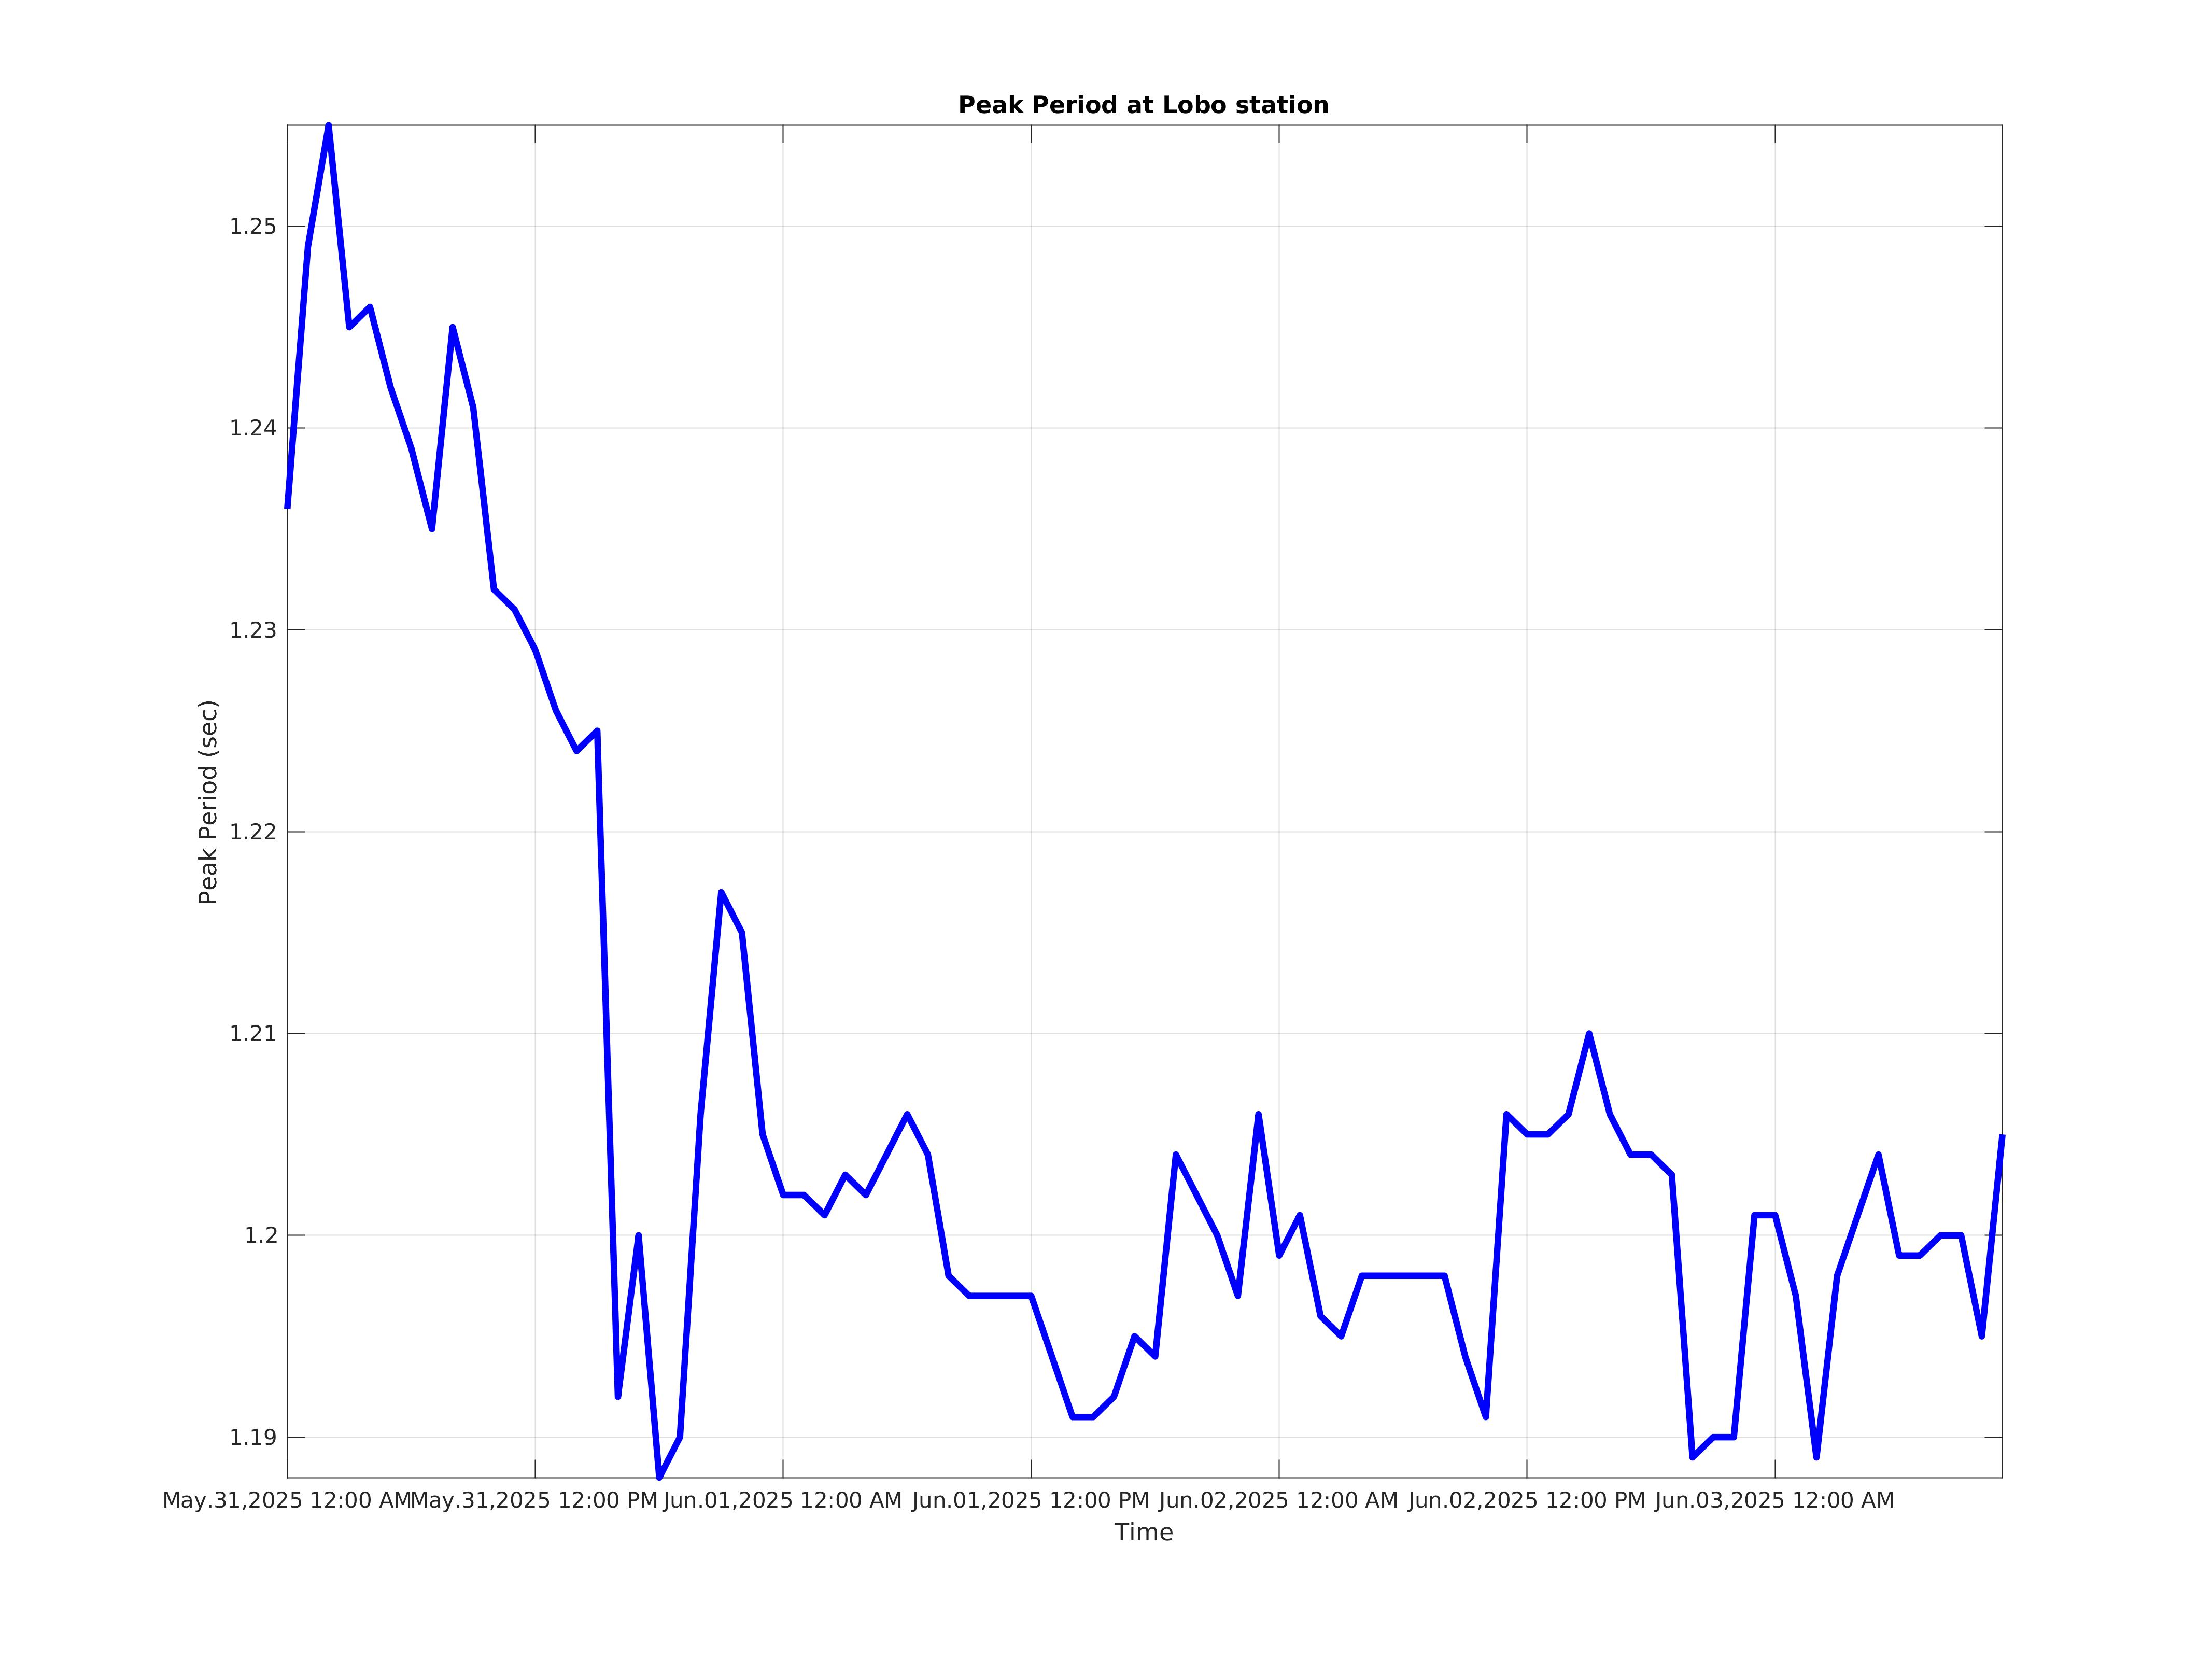 Peak Period at Lobo station
Peak Period (sec)
1.25
1.24
1.23
1.22
1.21
1.2
1.19
May.31,2025 12:00 AM May.31,2025 12:00 PM Jun.01,2025 12:00 AM Jun.01,2025 12:00 PM Jun.02,2025 12:00 AM Jun.02,2025 12:00 PM Jun.03,2025 12:00 AM
Time